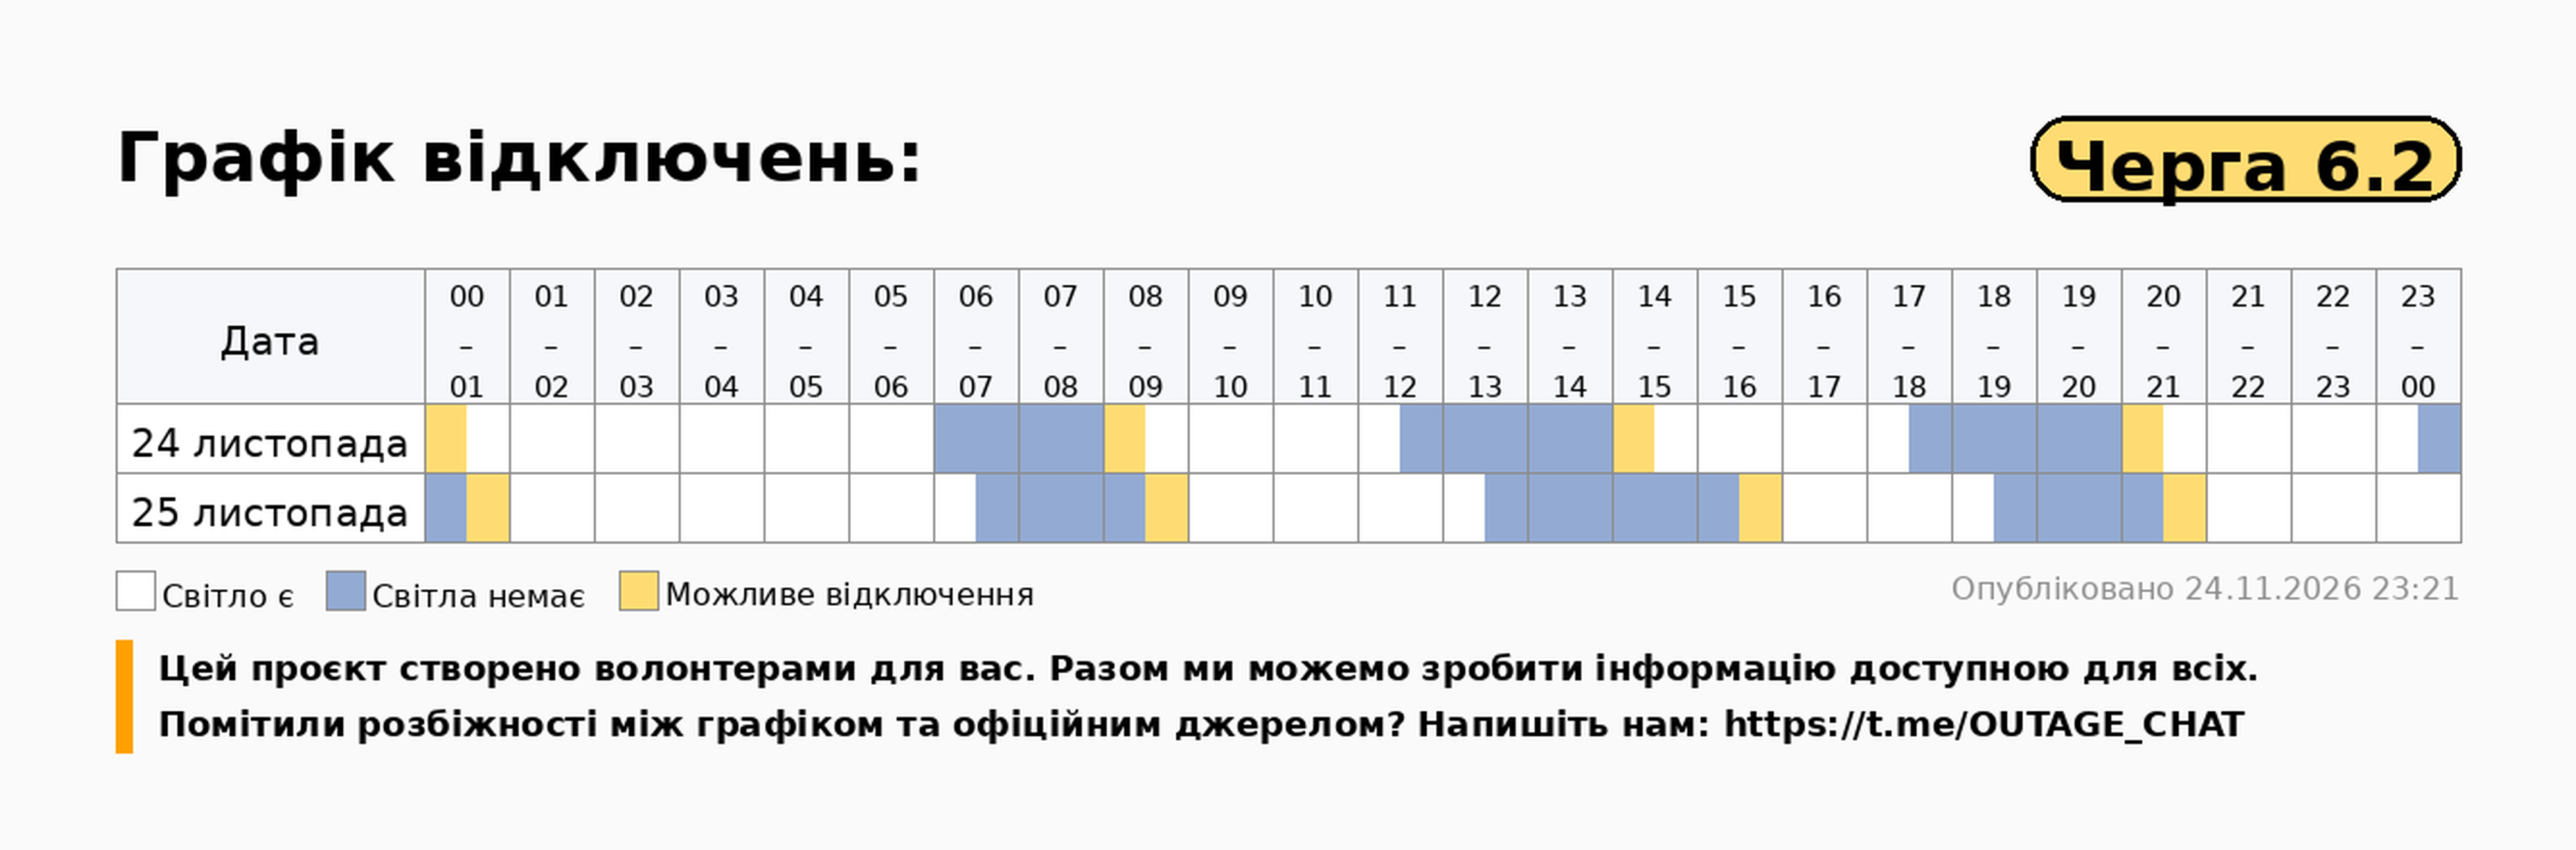 Графік відключень:
Черга 6.2
Дата 00 – 01 01 – 02 02 – 03 03 – 04 04 – 05 05 – 06 06 – 07 07 – 08 08 – 09 09 – 10 10 – 11 11 – 12 12 – 13 13 – 14 14 – 15 15 – 16 16 – 17 17 – 18 18 – 19 19 – 20 20 – 21 21 – 22 22 – 23 23 – 00
24 листопада
25 листопада
Світло є Світла немає Можливе відключення
Опубліковано 24.11.2026 23:21
Цей проєкт створено волонтерами для вас. Разом ми можемо зробити інформацію доступною для всіх.
Помітили розбіжності між графіком та офіційним джерелом? Напишіть нам: https://t.me/OUTAGE_CHAT